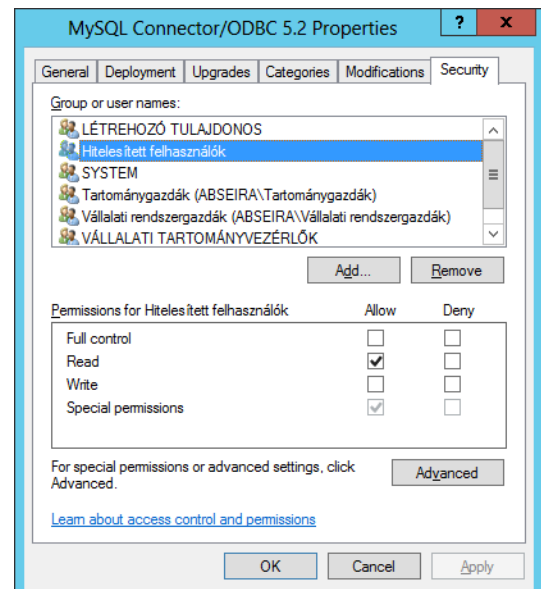 MySQL Connector/ODBC 5.2 Properties
? x
General Deployment Upgrades Categories Modifications Security
Group or user names:
LÉTREHOZÓ TULAJDONOS
Hitelesített felhasználók
SYSTEM
Tartománygazdák (ABSEIRA\Tartománygazdák)
Vállalati rendszergazdák (ABSEIRA\Vállalati rendszergazdák)
VÁLLALATI TARTOMÁNYVEZÉRLŐK
Add... Remove
Permissions for Hitelesített felhasználók Allow Deny
Full control
Read
Write
Special permissions
For special permissions or advanced settings, click
Advanced.
Advanced
Learn about access control and permissions
OK Cancel Apply